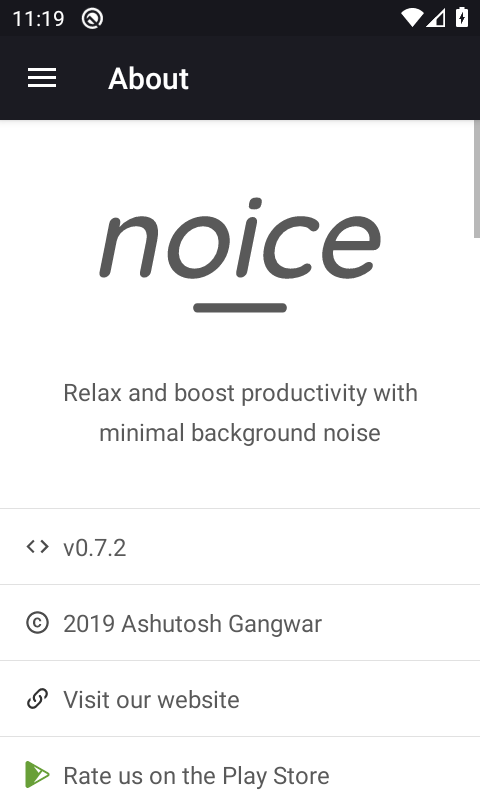 11:19
About
noice
Relax and boost productivity with
minimal background noise
v0.7.2
2019 Ashutosh Gangwar
Visit our website
Rate us on the Play Store